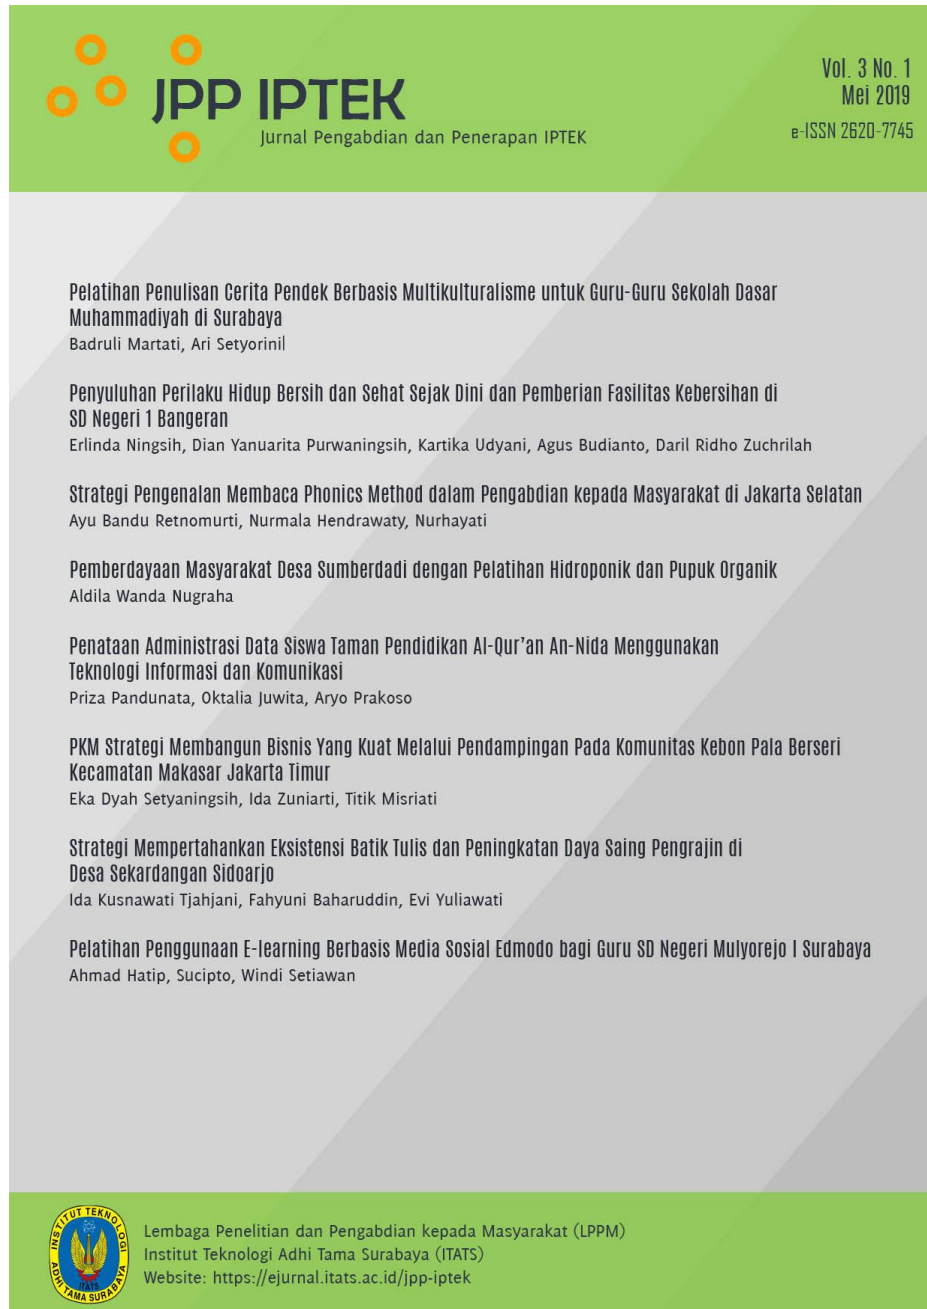 JPP IPTEK
Jurnal Pengabdian dan Penerapan IPTEK
Vol. 3 No. 1
Mei 2019
e-ISSN 2620-7745
Pelatihan Penulisan Cerita Pendek Berbasis Multikulturalisme untuk Guru-Guru Sekolah Dasar
Muhammadiyah di Surabaya
Badruli Martati, Ari Setyorinil
Penyuluhan Perilaku Hidup Bersih dan Sehat Sejak Dini dan Pemberian Fasilitas Kebersihan di
SD Negeri 1 Bangeran
Erlinda Ningsih, Dian Yanuarita Purwaningsih, Kartika Udyani, Agus Budianto, Daril Ridho Zuchrilah
Strategi Pengenalan Membaca Phonics Method dalam Pengabdian kepada Masyarakat di Jakarta Selatan
Ayu Bandu Retnomurti, Nurmala Hendrawaty, Nurhayati
Pemberdayaan Masyarakat Desa Sumberdadi dengan Pelatihan Hidroponik dan Pupuk Organik
Aldila Wanda Nugraha
Penataan Administrasi Data Siswa Taman Pendidikan Al-Qur'an An-Nida Menggunakan
Teknologi Informasi dan Komunikasi
Priza Pandunata, Oktalia Juwita, Aryo Prakoso
PKM Strategi Membangun Bisnis Yang Kuat Melalui Pendampingan Pada Komunitas Kebon Pala Berseri
Kecamatan Makasar Jakarta Timur
Eka Dyah Setyaningsih, Ida Zuniarti, Titik Misriati
Strategi Mempertahankan Eksistensi Batik Tulis dan Peningkatan Daya Saing Pengrajin di
Desa Sekardangan Sidoarjo
Ida Kusnawati Tjahjani, Fahyuni Baharuddin, Evi Yuliawati
Pelatihan Penggunaan E-learning Berbasis Media Sosial Edmodo bagi Guru SD Negeri Mulyorejo I Surabaya
Ahmad Hatip, Sucipto, Windi Setiawan
INSTITUT TEKNOLOGI
ADHI TAMA SURABAYA
ITATS
Lembaga Penelitian dan Pengabdian kepada Masyarakat (LPPM)
Institut Teknologi Adhi Tama Surabaya (ITATS)
Website: https://ejurnal.itats.ac.id/jpp-iptek